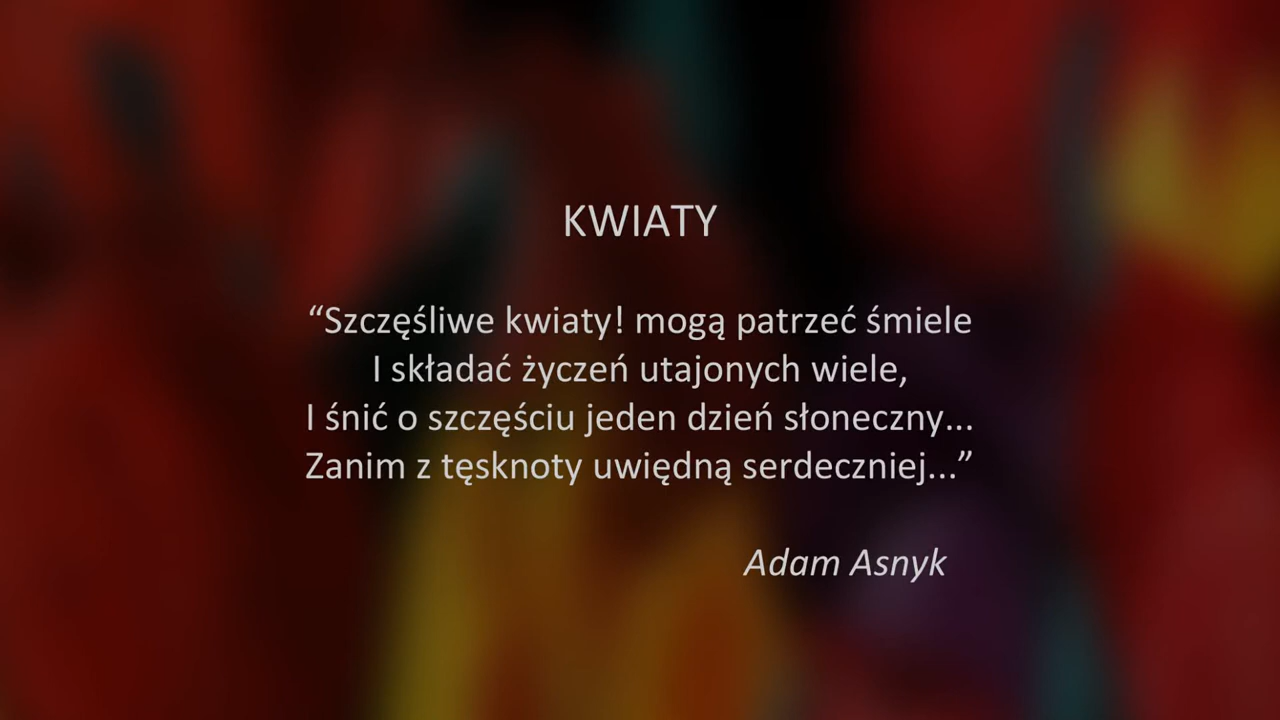 KWIATY
“Szczęśliwe kwiaty! mogą patrzeć śmiele
I składać życzeń utajonych wiele,
I śnić o szczęściu jeden dzień słoneczny...
Zanim z tęsknoty uwiędną serdeczniej...”
Adam Asnyk